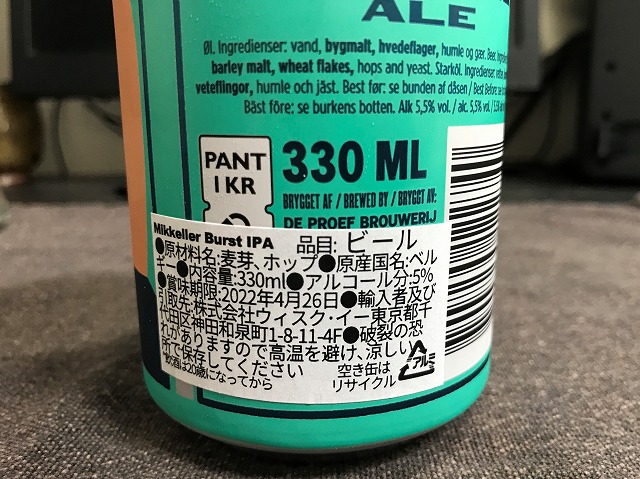 ALE
ØL. Ingredienser: vand, bygmalt, hvedeflager, humle og gær. Beer.
barley malt, wheat flakes, hops and yeast. Starköl. Ingredienser:
veteflingor, humle och jäst. Best før: se bunden af dåsen / Best Before: se
Bäst före: se burkens botten. Alk 5,5% vol. / alc. 5,5% vol. /
PANT
1 KR
330 ML
BRYGGET AF / BREWED BY / BRYGGT AV:
DE PROEF BROUWERIJ
Mikkeller Burst IPA 品目: ビール
●原材料名:麦芽、ホップ●原産国名:ベル
ギー●内容量:330ml●アルコール分:5%
●賞味期限:2022年4月26日●輸入者及び
引取先:株式会社ウィスク・イー東京都千
代田区神田和泉町1-8-11-4F●破裂の恐
れがありますので高温を避け、涼しい
所で保存してください
飲酒は20歳になってから
空き缶は
リサイクル
アルミ